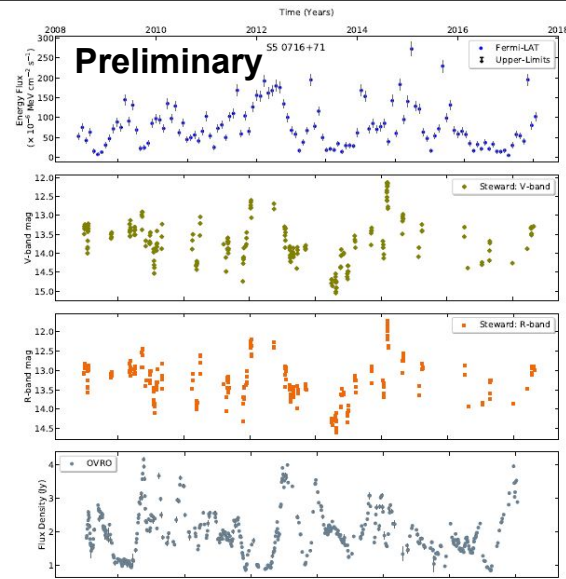 Time (Years)
2008 2010 2012 2014 2016 2018
Preliminary
S5 0716+71
Fermi-LAT
Upper-Limits
Energy Flux
(× 10⁻⁶ MeV cm⁻² s⁻¹)
300
250
200
150
100
50
0
Steward: V-band
V-band mag
12.0
12.5
13.0
13.5
14.0
14.5
15.0
Steward: R-band
R-band mag
12.0
12.5
13.0
13.5
14.0
14.5
OVRO
Flux Density (Jy)
4
3
2
1